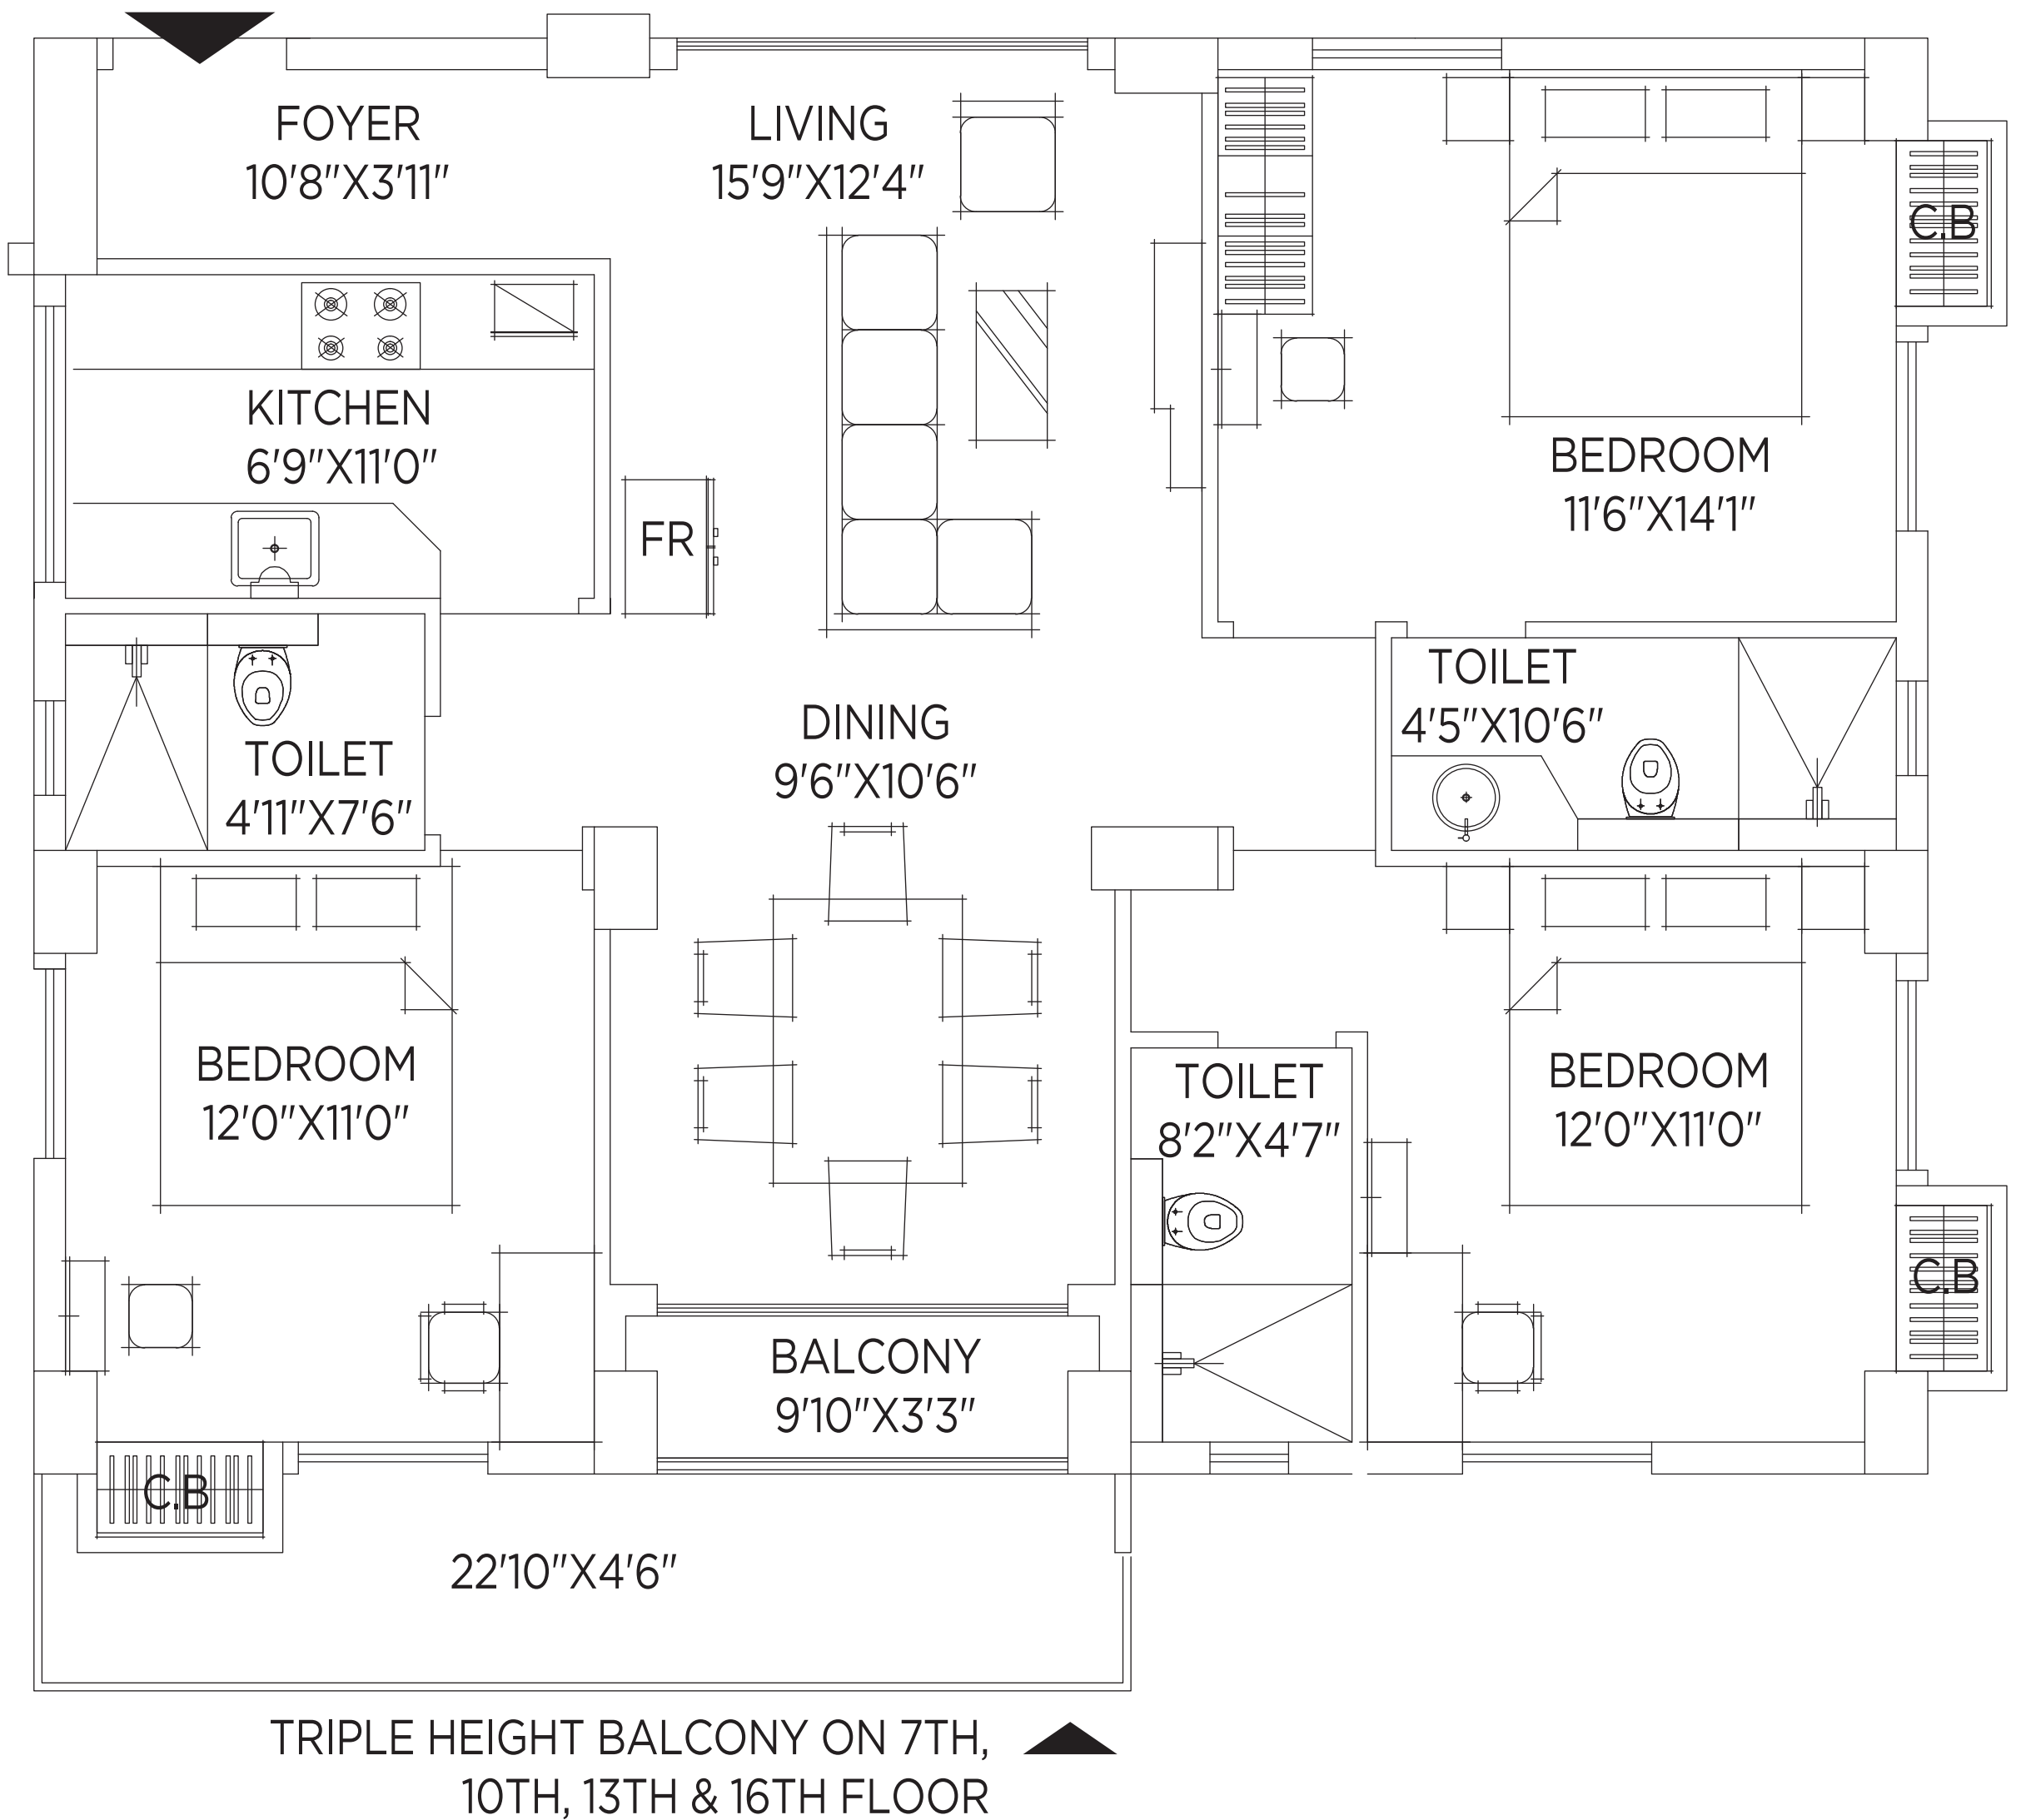 FOYER
10'8"X3'11"
LIVING
15'9"X12'4"
C.B
KITCHEN
6'9"X11'0"
BEDROOM
11'6"X14'1"
FR
TOILET
4'5"X10'6"
DINING
9'6"X10'6"
TOILET
4'11"X7'6"
BEDROOM
12'0"X11'0"
TOILET
8'2"X4'7"
BEDROOM
12'0"X11'0"
C.B
BALCONY
9'10"X3'3"
C.B
22'10"X4'6"
TRIPLE HEIGHT BALCONY ON 7TH,
10TH, 13TH & 16TH FLOOR